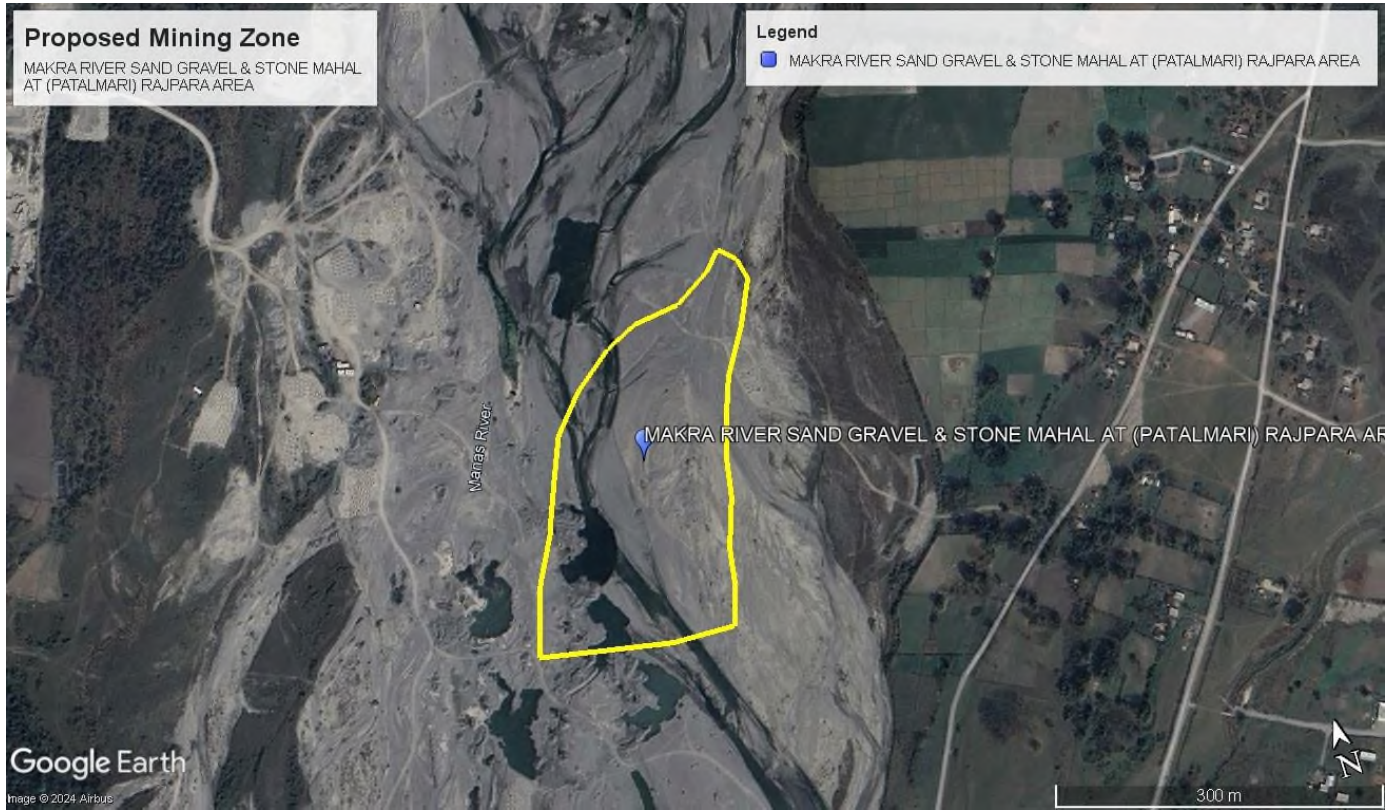 Proposed Mining Zone
MAKRA RIVER SAND GRAVEL & STONE MAHAL
AT (PATALMARI) RAJPARA AREA
Legend
MAKRA RIVER SAND GRAVEL & STONE MAHAL AT (PATALMARI) RAJPARA AREA
Manas River
MAKRA RIVER SAND GRAVEL & STONE MAHAL AT (PATALMARI) RAJPARA AR
Google Earth
Image © 2024 Airbus
N
300 m